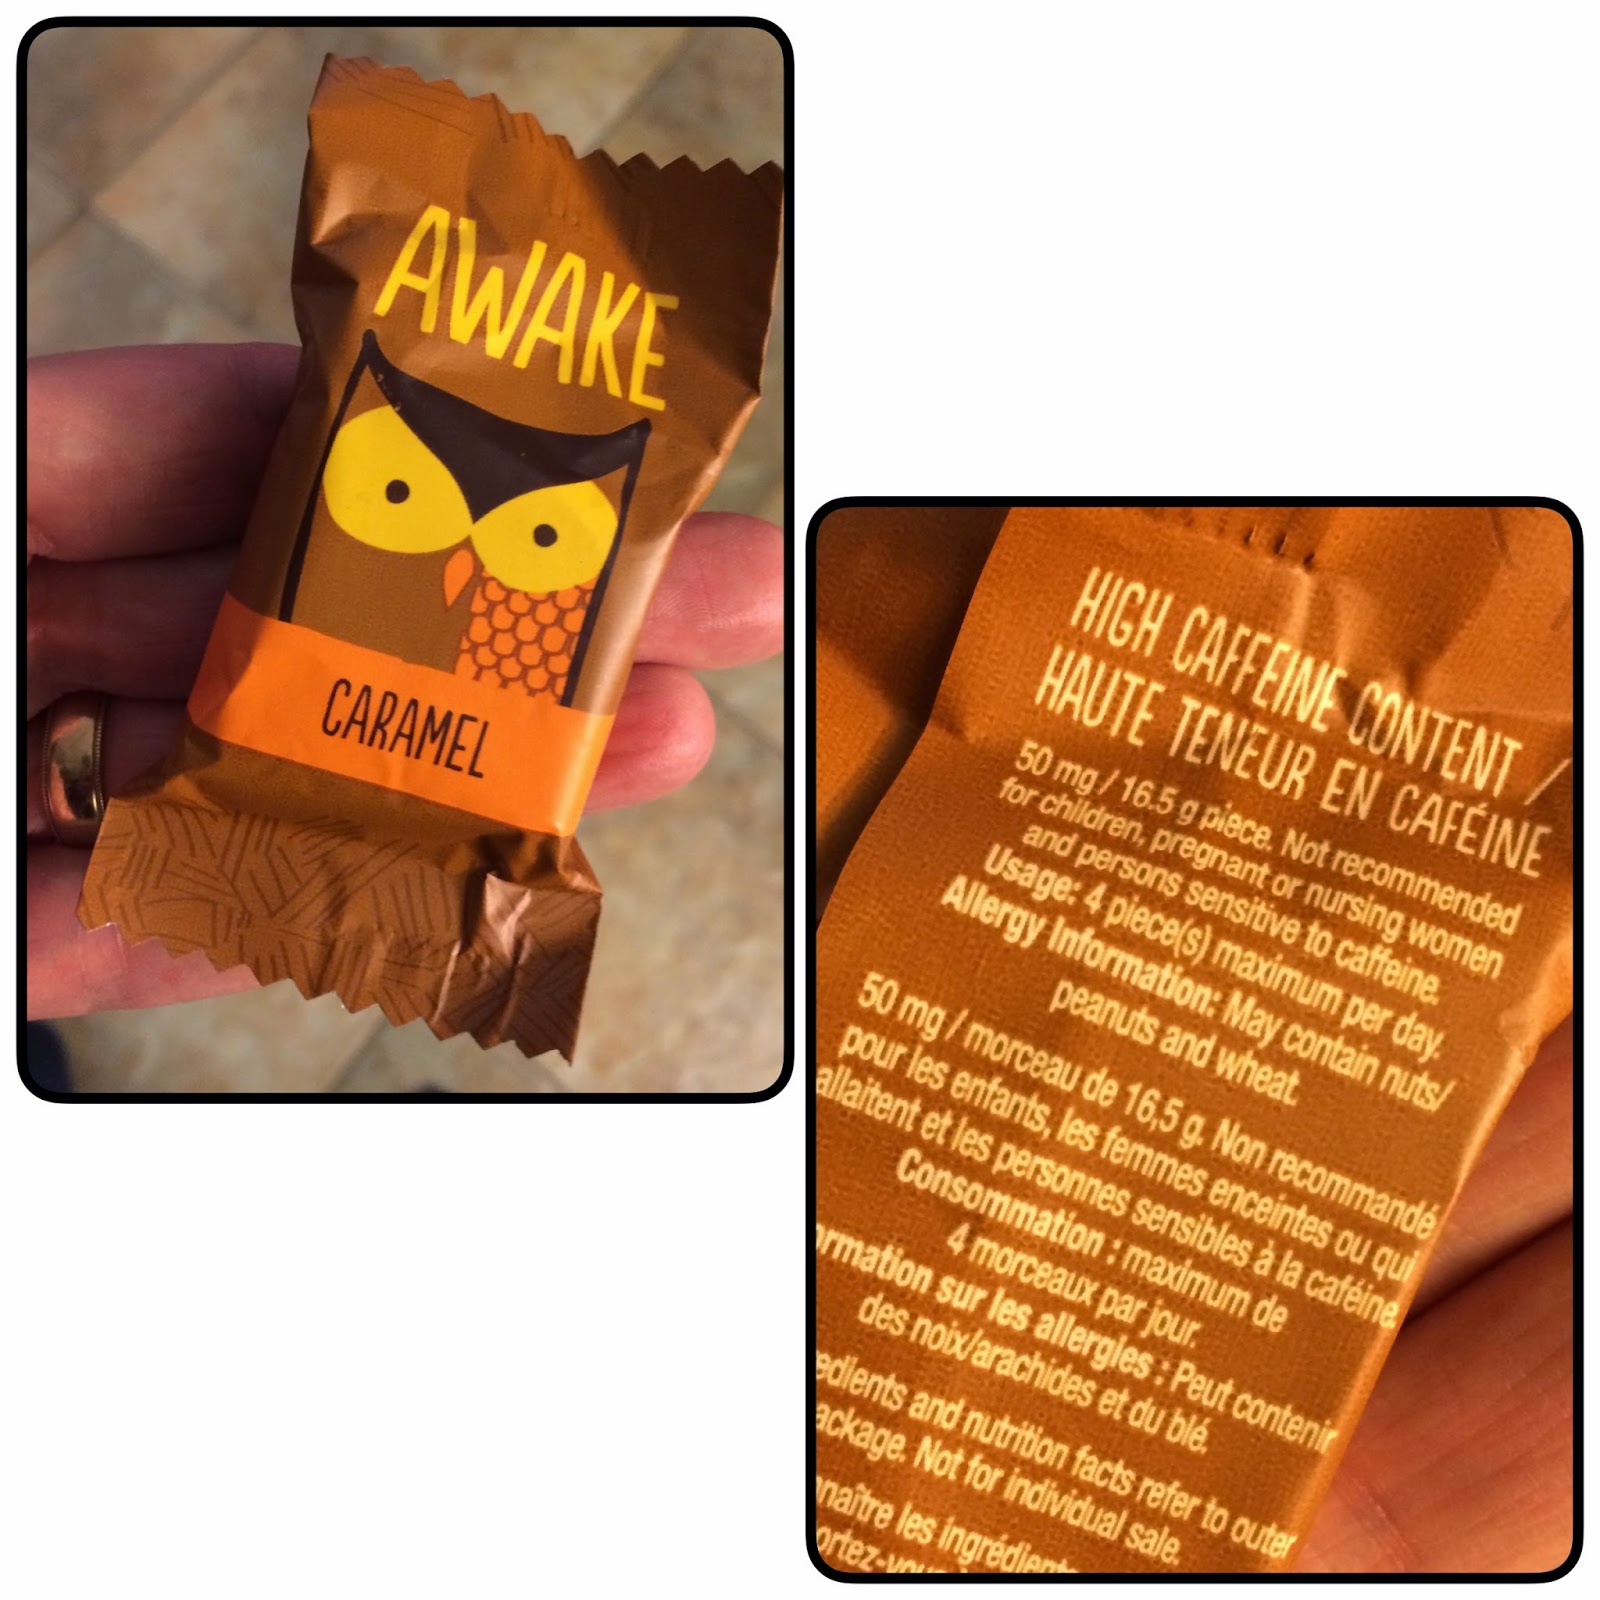 AWAKE
CARAMEL
HIGH CAFFEINE CONTENT /
HAUTE TENEUR EN CAFÉINE
50 mg / 16.5 g piece. Not recommended
for children, pregnant or nursing women
and persons sensitive to caffeine.
Usage: 4 piece(s) maximum per day.
Allergy Information: May contain nuts/
peanuts and wheat.
50 mg / morceau de 16,5 g. Non recommandé
pour les enfants, les femmes enceintes ou qui
allaitent et les personnes sensibles à la caféine.
Consommation : maximum de
4 morceaux par jour.
ormation sur les allergies : Peut contenir
des noix/arachides et du blé.
edients and nutrition facts refer to outer
ackage. Not for individual sale.
nnaître les ingrédients
ortez-vous